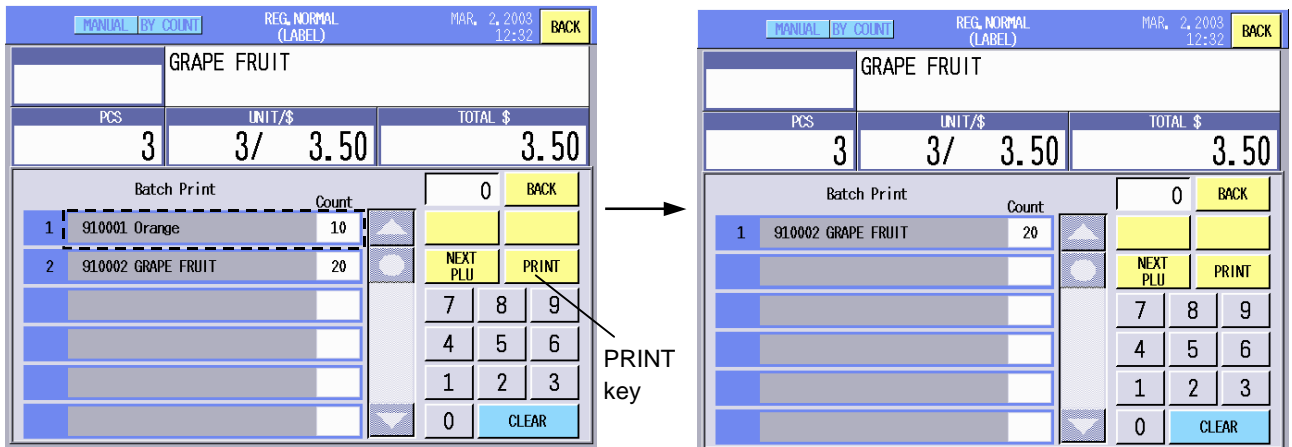 MANUAL BY COUNT REG. NORMAL (LABEL) MAR. 2.2003 12:32 BACK
GRAPE FRUIT
PCS UNIT/$ TOTAL $
3 3/ 3.50 3.50
Batch Print Count 0 BACK
1 910001 Orange 10
2 910002 GRAPE FRUIT 20 NEXT PLU PRINT
7 8 9
4 5 6
1 2 3
0 CLEAR
PRINT
key
MANUAL BY COUNT REG. NORMAL (LABEL) MAR. 2.2003 12:32 BACK
GRAPE FRUIT
PCS UNIT/$ TOTAL $
3 3/ 3.50 3.50
Batch Print Count 0 BACK
1 910002 GRAPE FRUIT 20
NEXT PLU PRINT
7 8 9
4 5 6
1 2 3
0 CLEAR